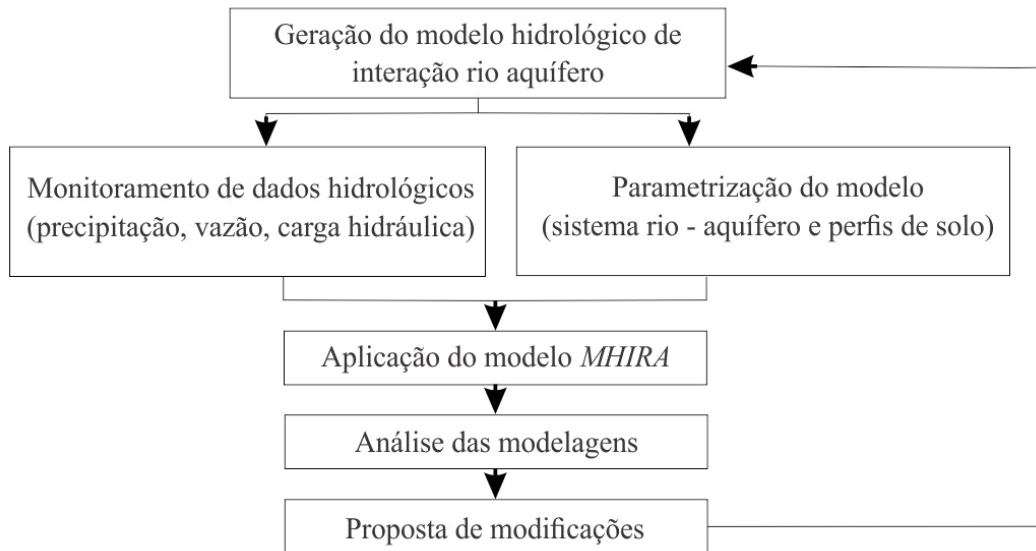 Geração do modelo hidrológico de
interação rio aquífero
Monitoramento de dados hidrológicos
(precipitação, vazão, carga hidráulica)
Parametrização do modelo
(sistema rio - aquífero e perfis de solo)
Aplicação do modelo MHIRA
Análise das modelagens
Proposta de modificações